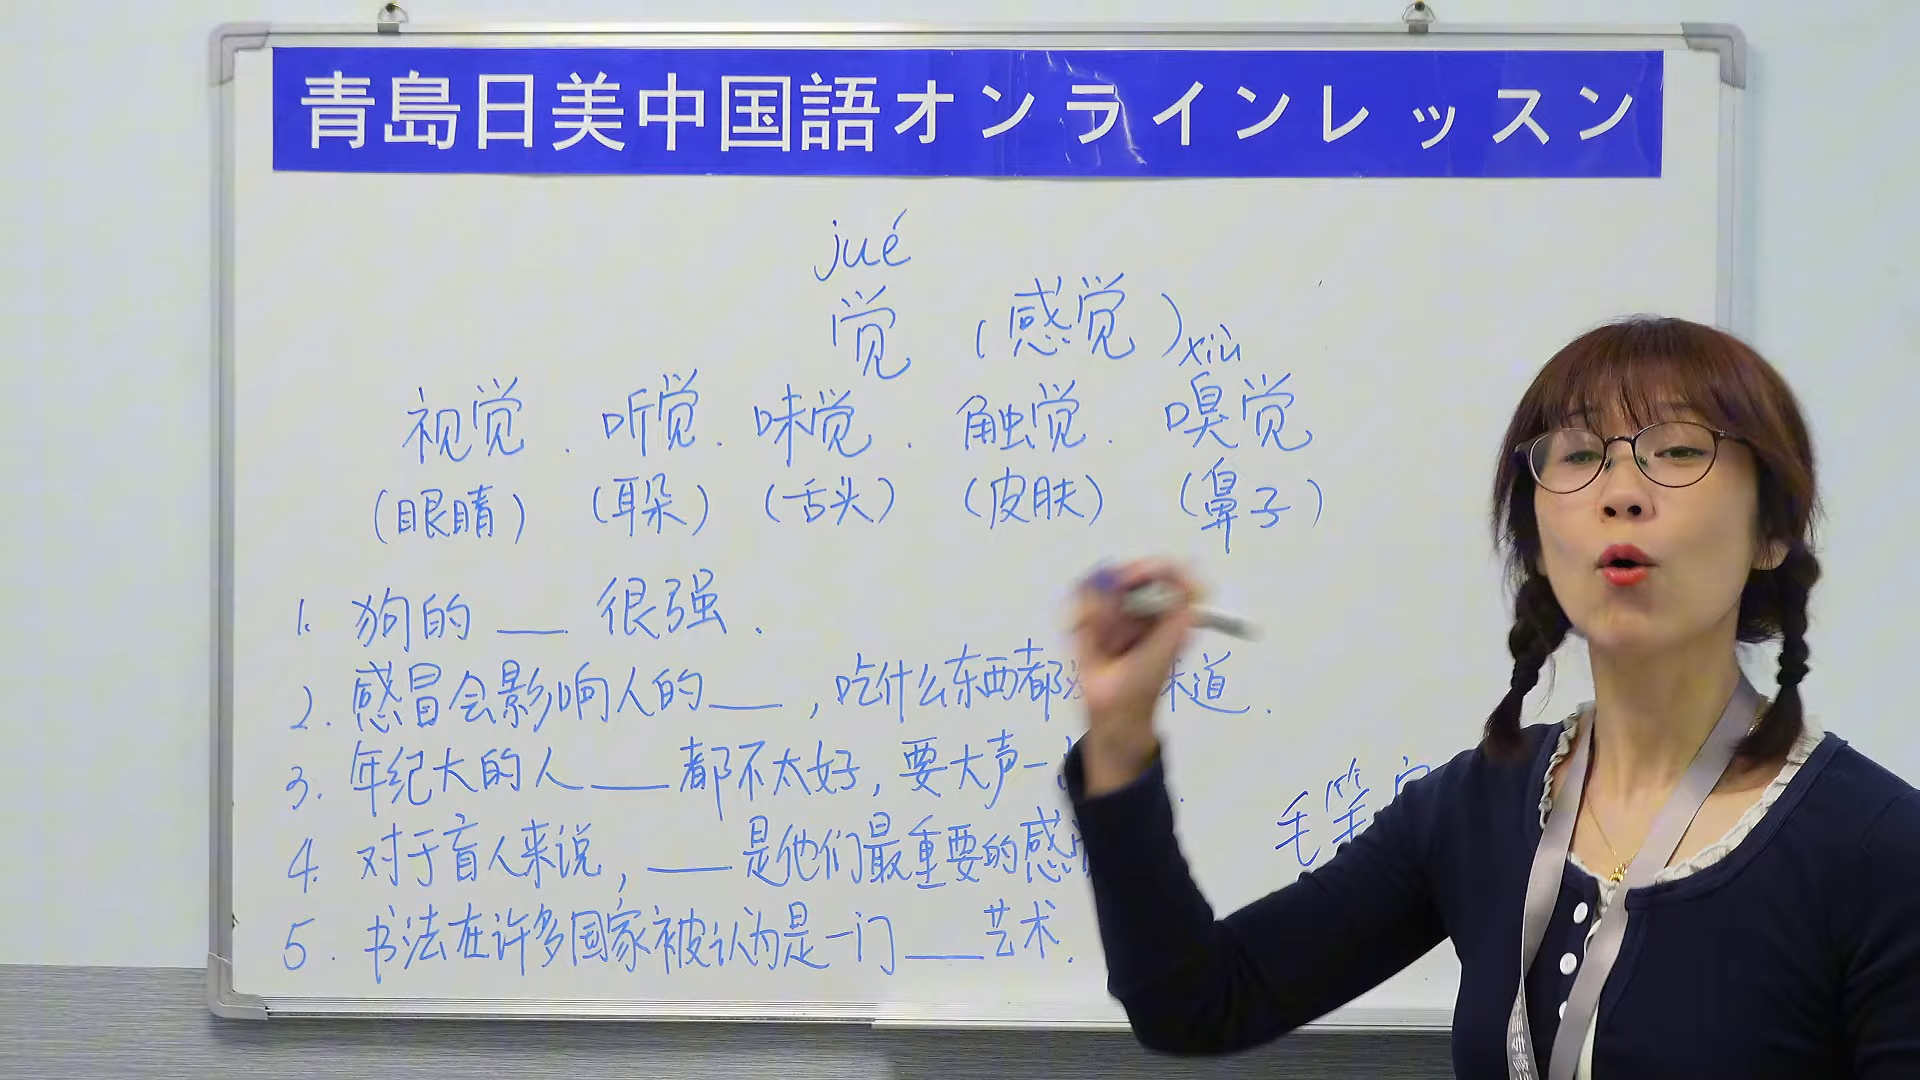 青島日美中国語オンラインレッスン
jué
觉 (感觉)
xiù
视觉. 听觉. 味觉. 触觉. 嗅觉
(眼睛) (耳朵) (舌头) (皮肤) (鼻子)
1. 狗的 ___ 很强.
2. 感冒会影响人的 ___ , 吃什么东西都 道.
3. 年纪大的人 ___ 都不太好, 要大声一
4. 对于盲人来说, ___ 是他们最重要的感
毛笔
5. 书法在许多国家被认为是一门 ___ 艺术.